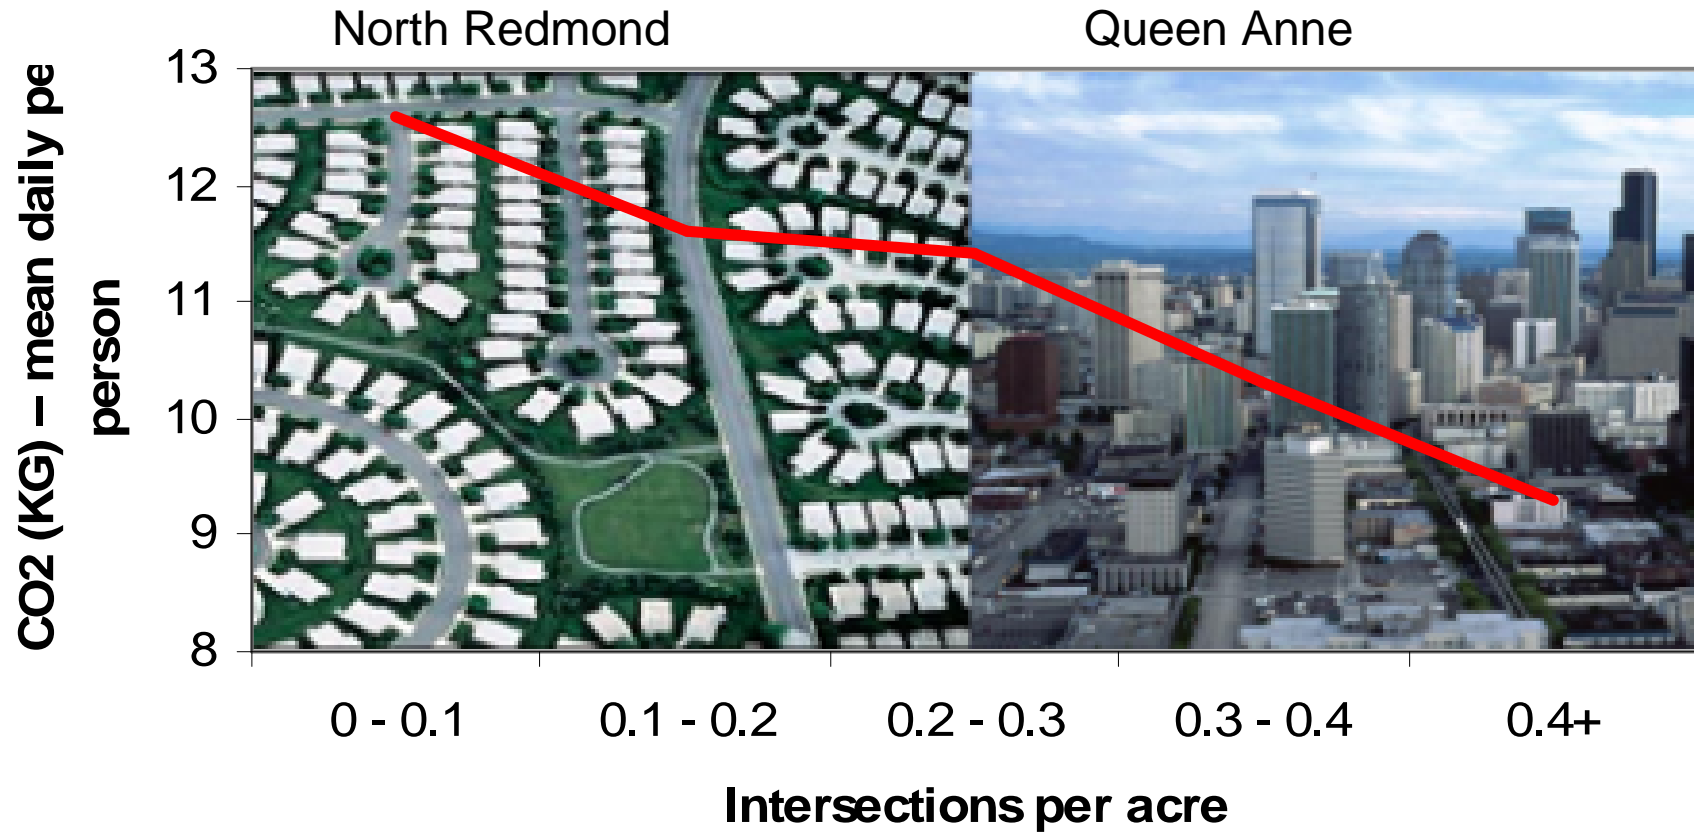 North Redmond
Queen Anne
CO2 (KG) – mean daily pe
person
13
12
11
10
9
8
0 - 0.1
0.1 - 0.2
0.2 - 0.3
0.3 - 0.4
0.4+
Intersections per acre